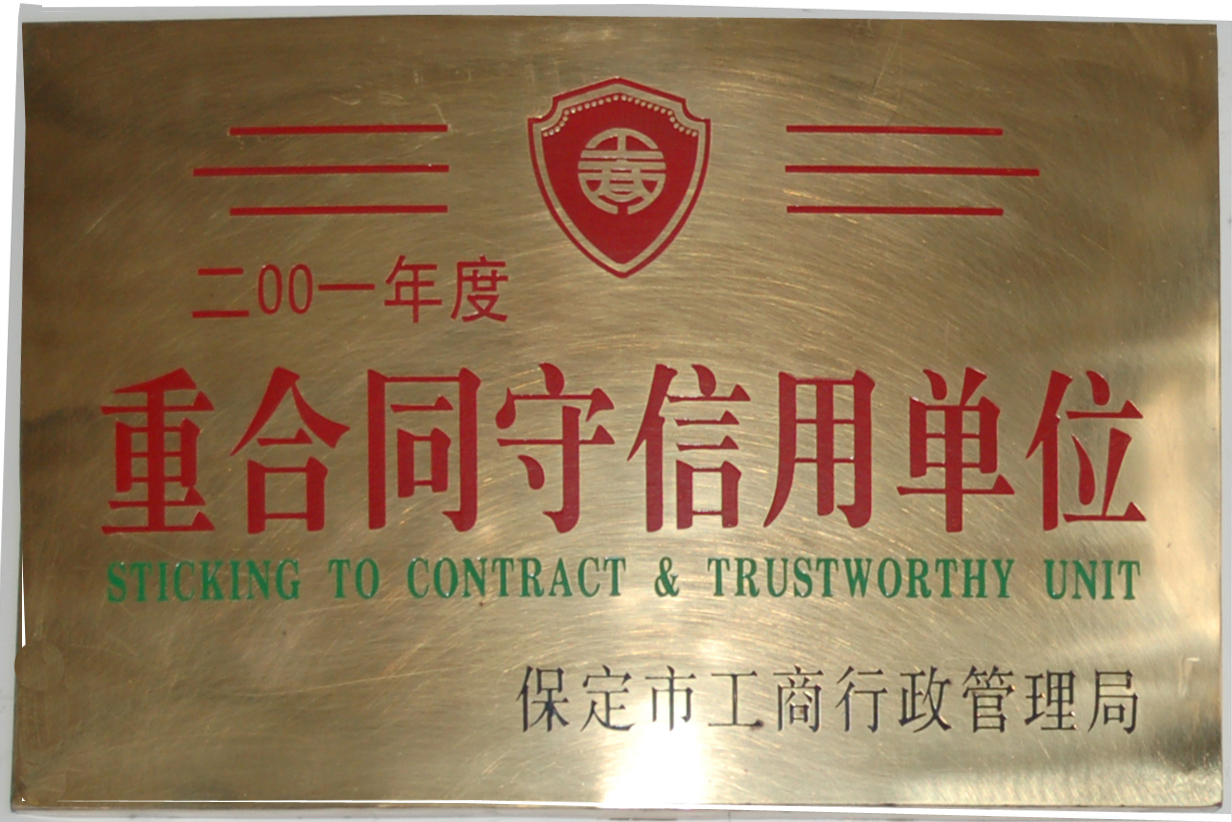 二00一年度
重合同守信用单位
STICKING TO CONTRACT & TRUSTWORTHY UNIT
保定市工商行政管理局